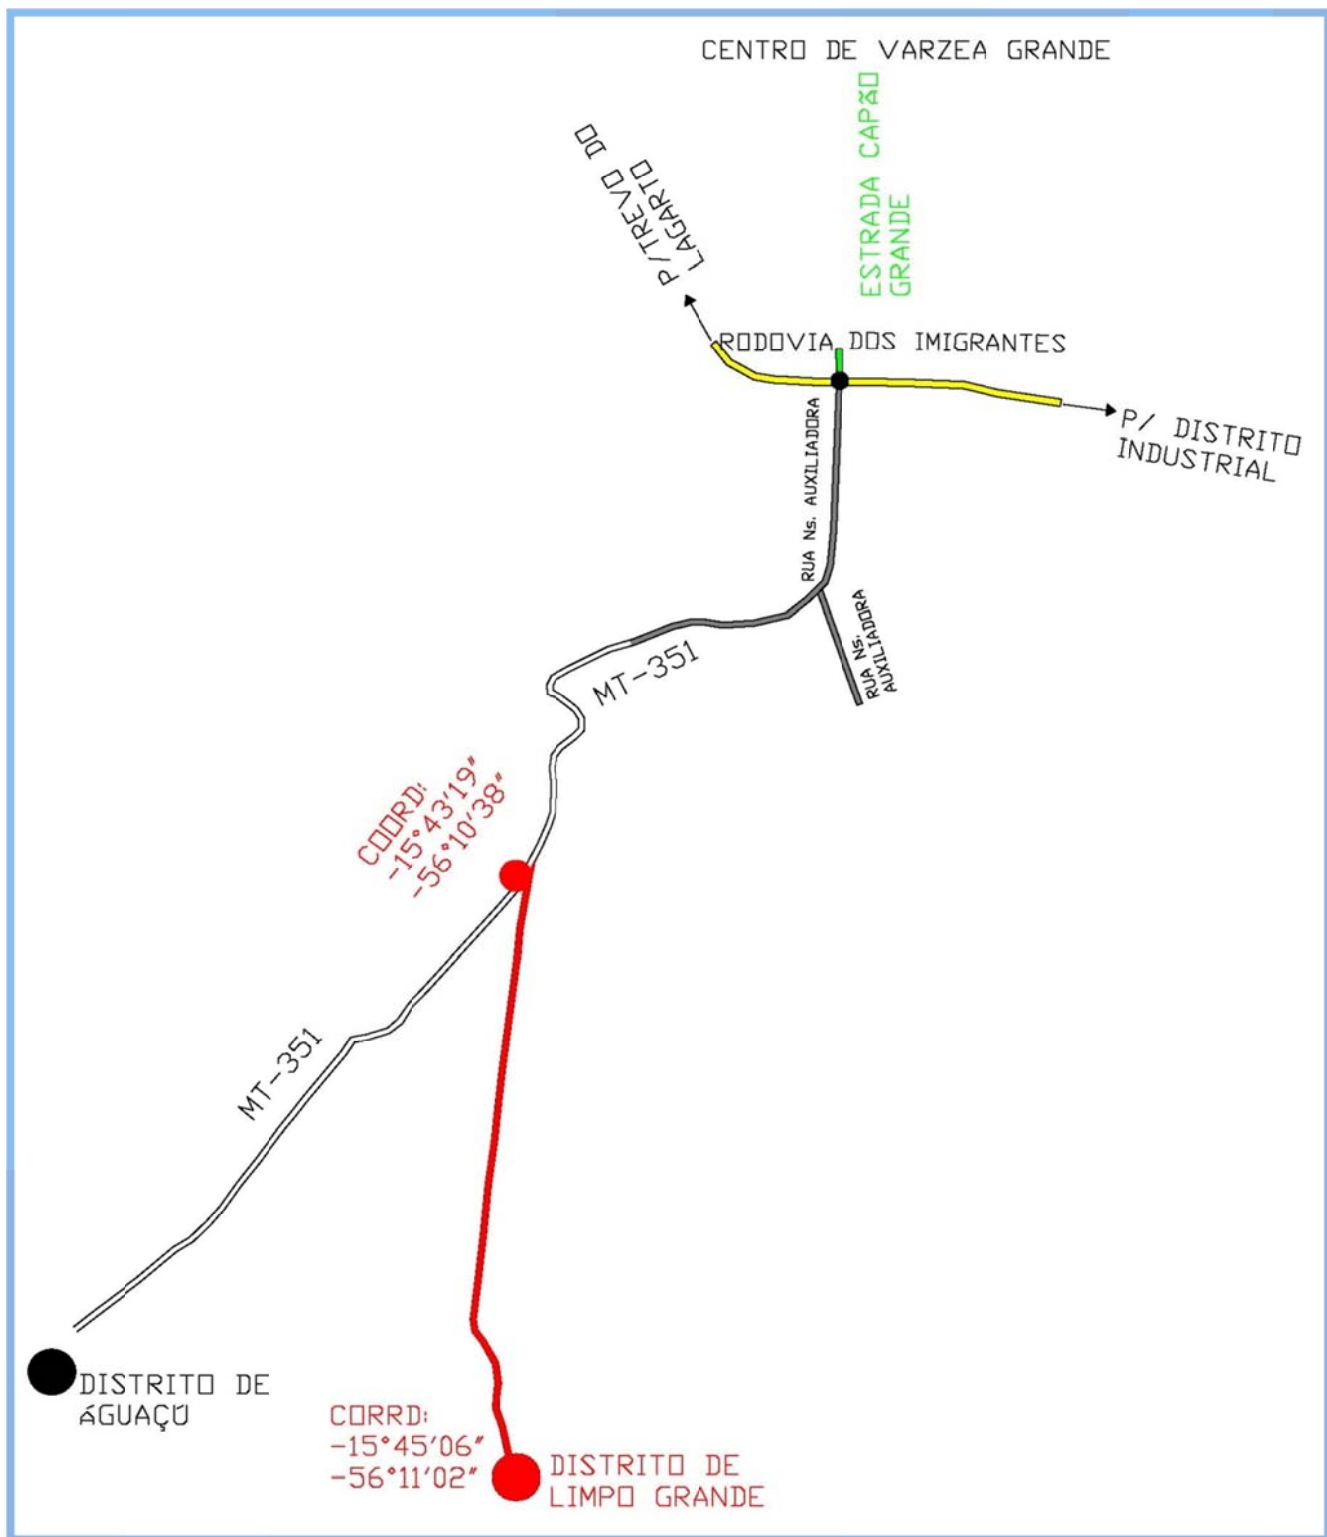 CENTRO DE VARZEA GRANDE
ESTRADA CAPÃO
GRANDE
P/TREVO DO
LAGARTO
RODOVIA DOS IMIGRANTES
P/ DISTRITO
INDUSTRIAL
RUA Ns. AUXILIADORA
RUA Ns.
AUXILIADORA
MT-351
COORD:
-15°43'19"
-56°10'38"
MT-351
DISTRITO DE
ÁGUAÇÚ
CORRD:
-15°45'06"
-56°11'02"
DISTRITO DE
LIMPO GRANDE